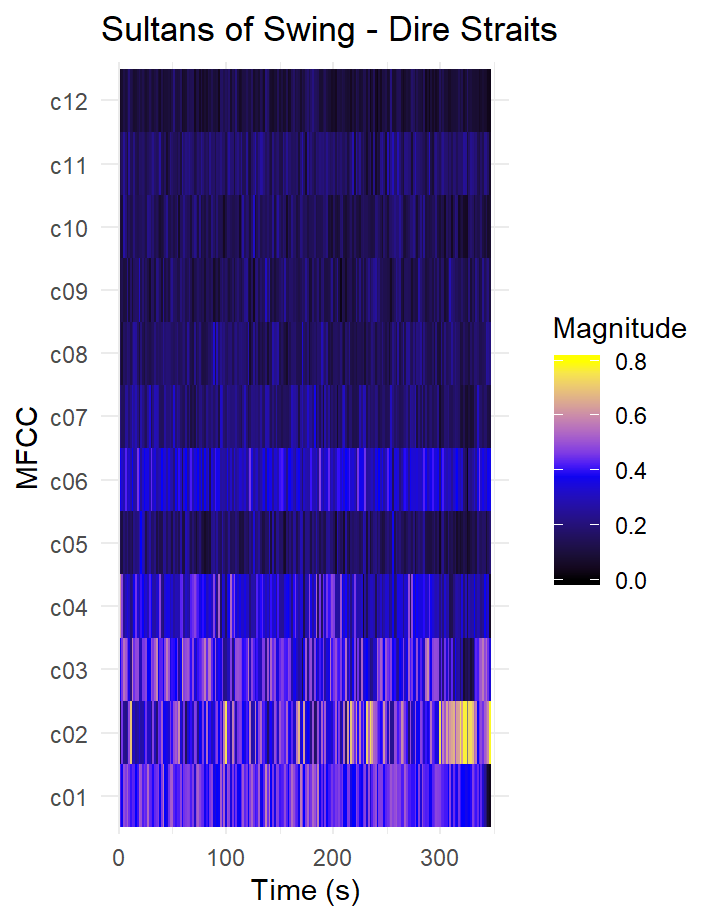 Sultans of Swing - Dire Straits
c12
c11
c10
c09
c08
c07
c06
c05
c04
c03
c02
c01
MFCC
0 100 200 300
Time (s)
Magnitude
0.8
0.6
0.4
0.2
0.0